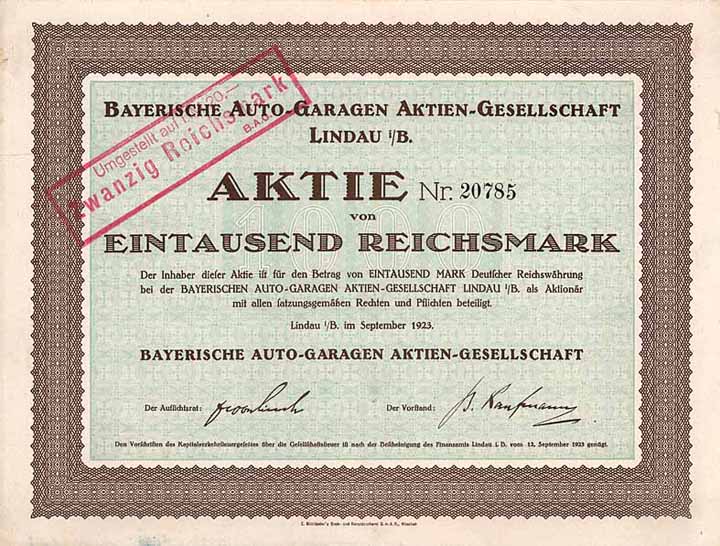 BAYERISCHE AUTO-GARAGEN AKTIEN-GESELLSCHAFT
LINDAU i/B.
Umgestellt auf 20.—
Zwanzig Reichsmark
B.A.G.
AKTIE Nr. 20785
von
1000
EINTAUSEND REICHSMARK
Der Inhaber dieser Aktie ist für den Betrag von EINTAUSEND MARK Deutscher Reichswährung
bei der BAYERISCHEN AUTO-GARAGEN AKTIEN-GESELLSCHAFT LINDAU i/B. als Aktionär
mit allen satzungsgemäßen Rechten und Pflichten beteiligt.
Lindau i/B. im September 1923.
BAYERISCHE AUTO-GARAGEN AKTIEN-GESELLSCHAFT
Der Aufsichtsrat:
Der Vorstand: B. Kaufmann
Den Vorschriften des Kapitalverkehrsteuergesetzes über die Gesellschaftsteuer ist nach der Bescheinigung des Finanzamts Lindau i. B. vom 12. September 1923 genügt.